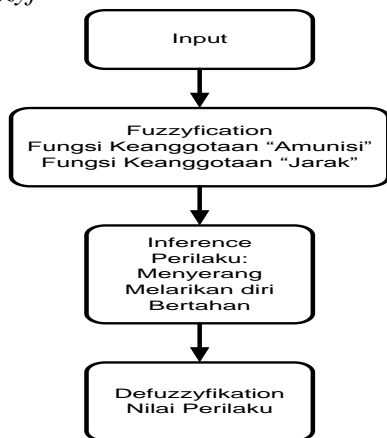 Input
Fuzzyfication
Fungsi Keanggotaan “Amunisi”
Fungsi Keanggotaan “Jarak”
Inference
Perilaku:
Menyerang
Melarikan diri
Bertahan
Defuzzyfikation
Nilai Perilaku